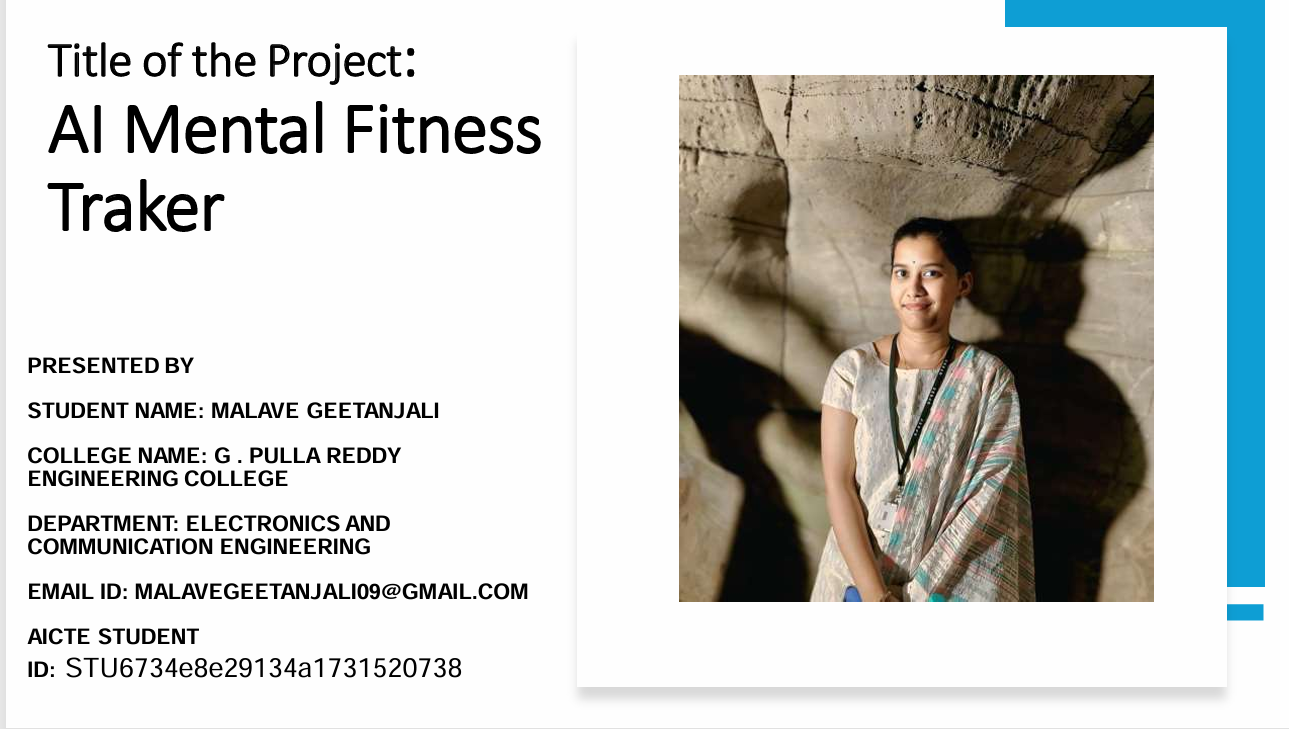 Title of the Project:
AI Mental Fitness
Traker
PRESENTED BY
STUDENT NAME: MALAVE GEETANJALI
COLLEGE NAME: G . PULLA REDDY
ENGINEERING COLLEGE
DEPARTMENT: ELECTRONICS AND
COMMUNICATION ENGINEERING
EMAIL ID: MALAVEGEETANJALI09@GMAIL.COM
AICTE STUDENT
ID: STU6734e8e29134a1731520738